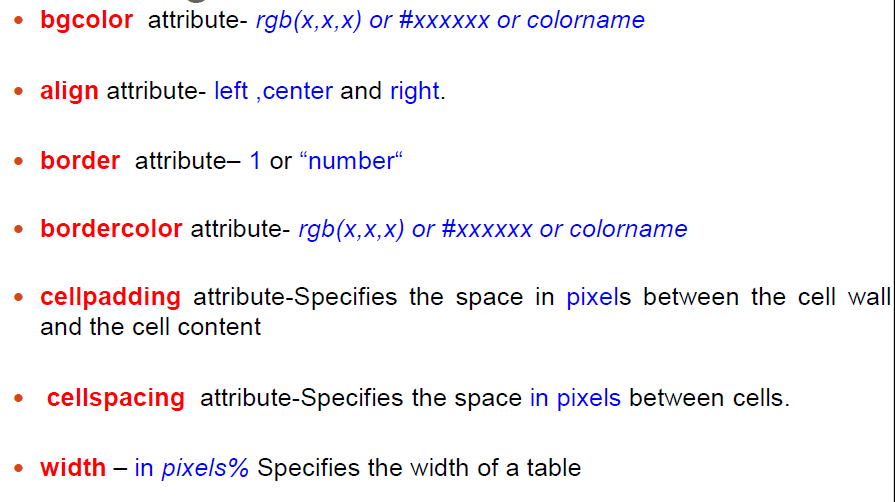 • bgcolor attribute- rgb(x,x,x) or #xxxxxx or colorname
• align attribute- left ,center and right.
• border attribute– 1 or “number“
• bordercolor attribute- rgb(x,x,x) or #xxxxxx or colorname
• cellpadding attribute-Specifies the space in pixels between the cell wall
and the cell content
• cellspacing attribute-Specifies the space in pixels between cells.
• width – in pixels% Specifies the width of a table